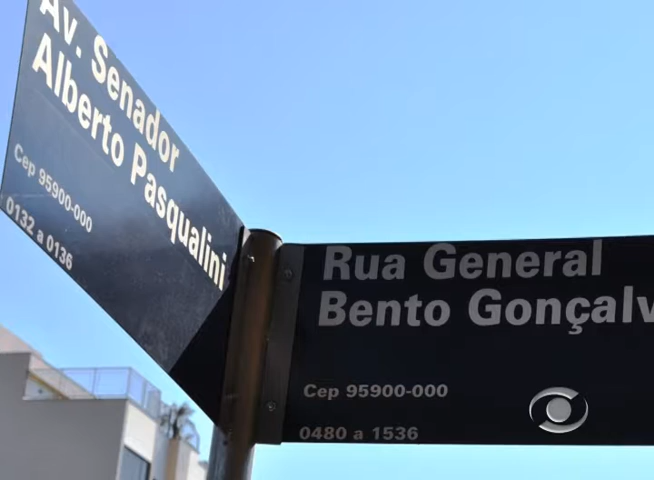 Av. Senador
Alberto Pasqualini
Cep 95900-000
0132 a 0136
Rua General
Bento Gonçalv
Cep 95900-000
0480 a 1536